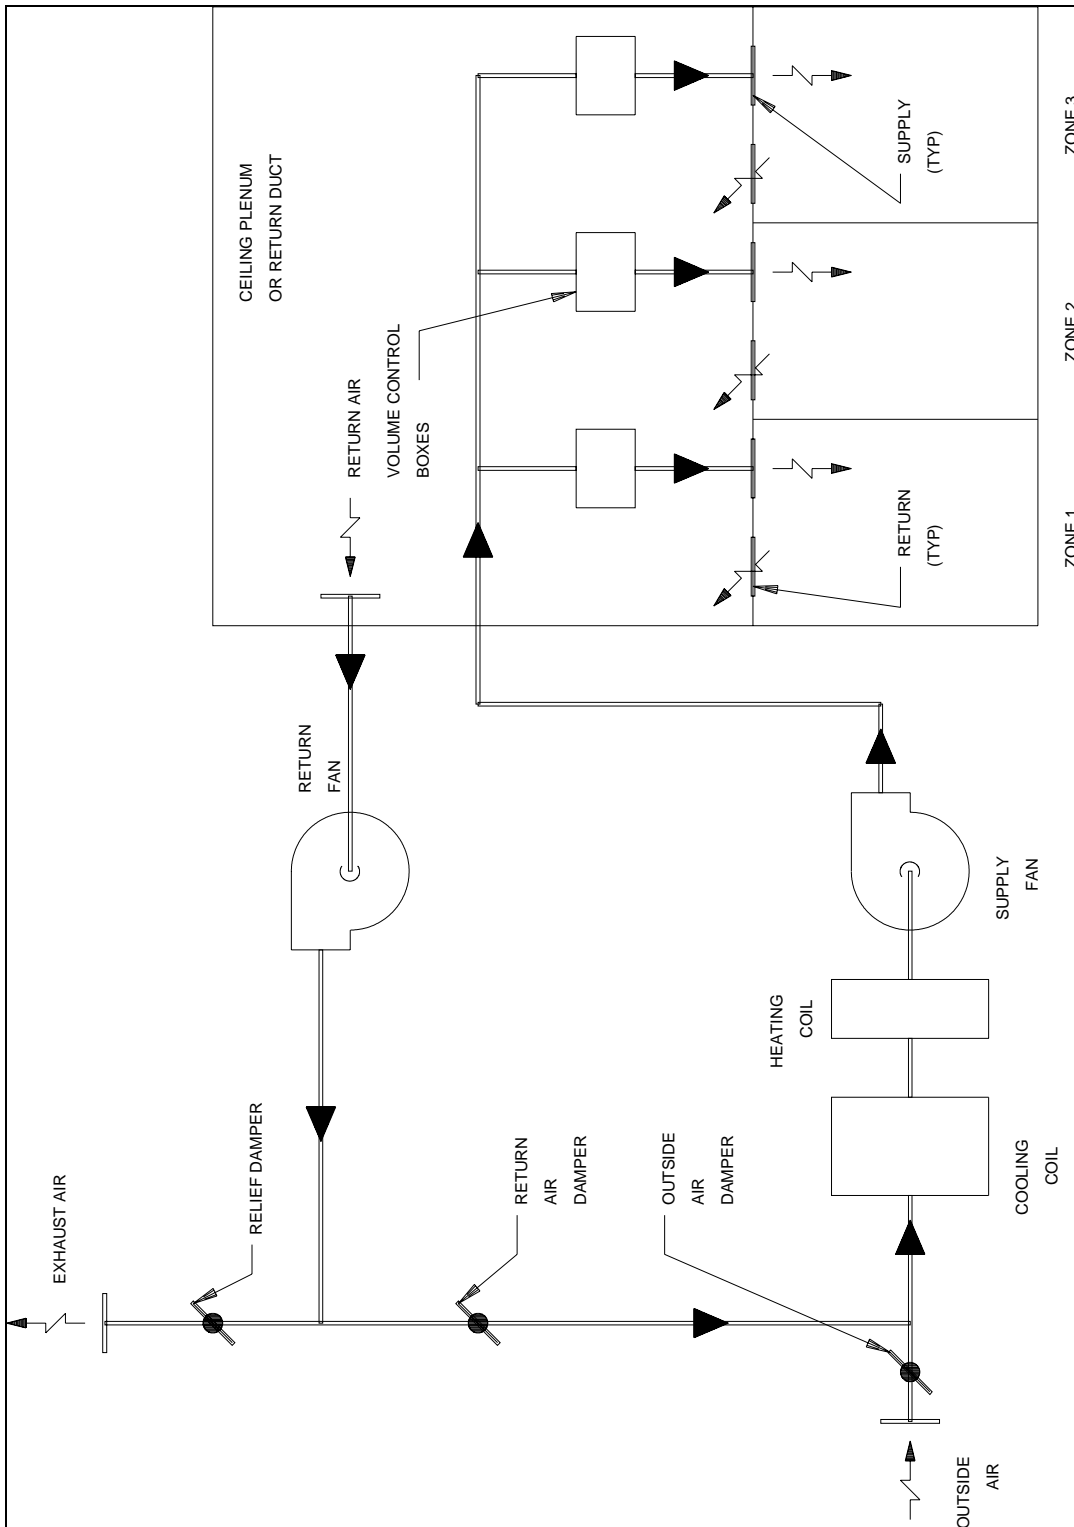 EXHAUST AIR
RELIEF DAMPER
RETURN
FAN
RETURN AIR
CEILING PLENUM
OR RETURN DUCT
VOLUME CONTROL
BOXES
RETURN
AIR
DAMPER
OUTSIDE
AIR
DAMPER
HEATING
COIL
SUPPLY
(TYP)
RETURN
(TYP)
OUTSIDE
AIR
COOLING
COIL
SUPPLY
FAN
ZONE 1
ZONE 2
ZONE 3